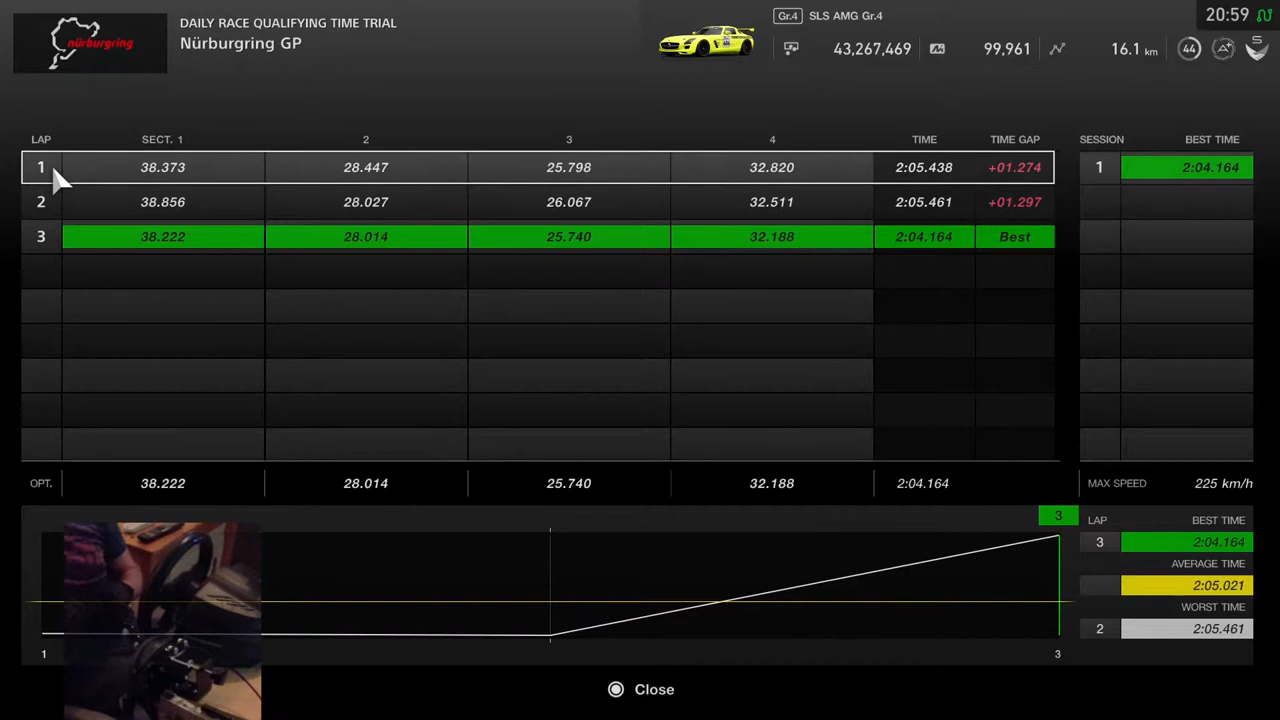 nürburgring
DAILY RACE QUALIFYING TIME TRIAL
Nürburgring GP
Gr.4 SLS AMG Gr.4
43,267,469 99,961 16.1 km 44 A+ S
20:59
LAP SECT. 1 2 3 4 TIME TIME GAP
1 38.373 28.447 25.798 32.820 2:05.438 +01.274
2 38.856 28.027 26.067 32.511 2:05.461 +01.297
3 38.222 28.014 25.740 32.188 2:04.164 Best
OPT. 38.222 28.014 25.740 32.188 2:04.164
SESSION BEST TIME
1 2:04.164
MAX SPEED 225 km/h
3
1 3
LAP BEST TIME
3 2:04.164
AVERAGE TIME
2:05.021
WORST TIME
2 2:05.461
Close